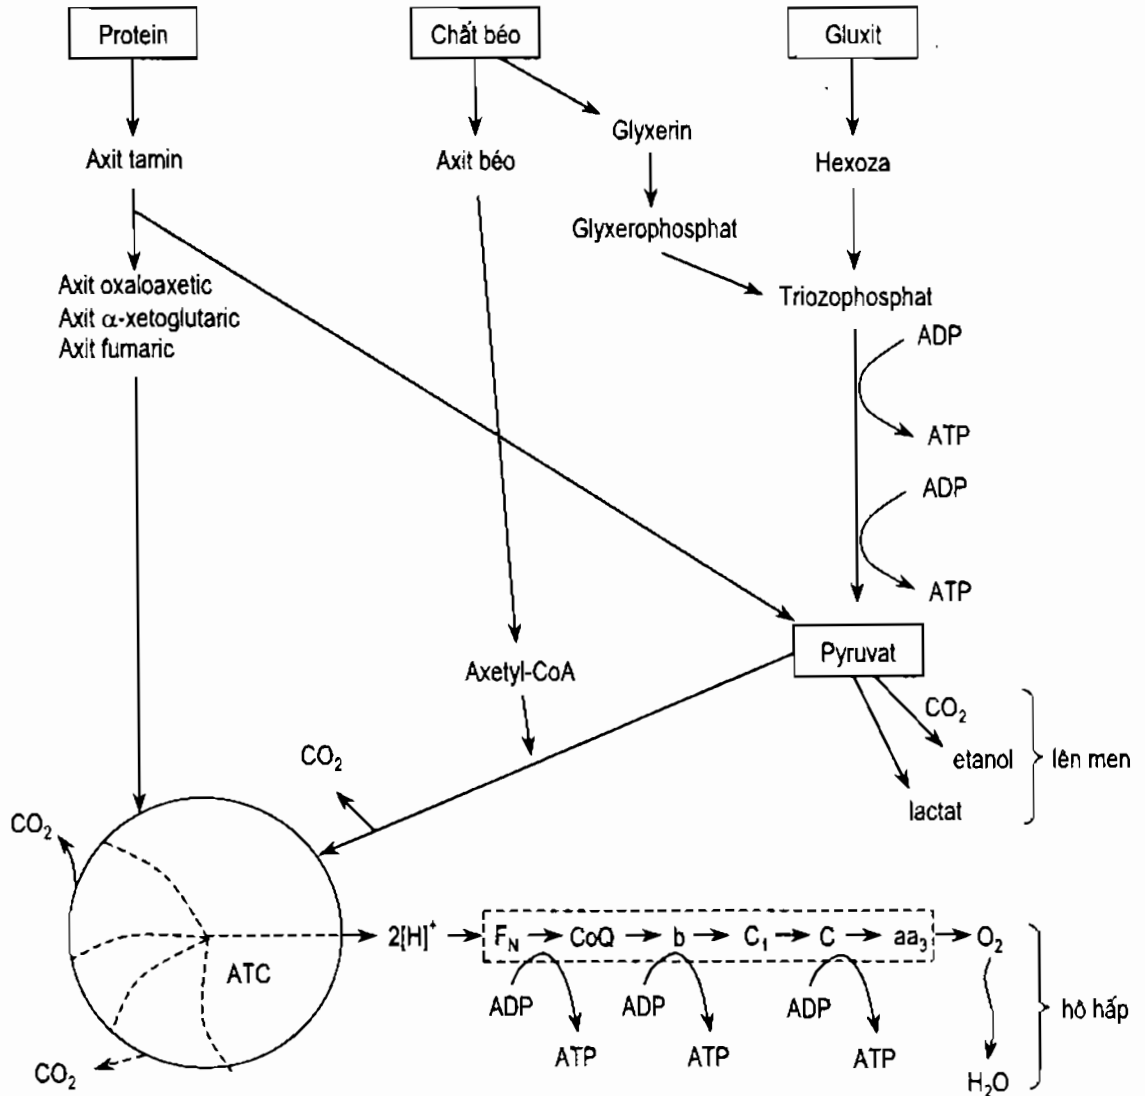 Protein
Chất béo
Gluxit
Glyxerin
Axit tamin
Axit béo
Hexoza
Glyxerophosphat
Axit oxaloaxetic
Axit α-xetoglutaric
Axit fumaric
Triozophosphat
ADP
ATP
ADP
ATP
Pyruvat
Axetyl-CoA
CO₂
etanol
lactat
lên men
CO₂
CO₂
2[H]⁺
F_N
CoQ
b
C₁
C
aa₃
O₂
ATC
ADP
ATP
ADP
ATP
ADP
ATP
hô hấp
CO₂
H₂O